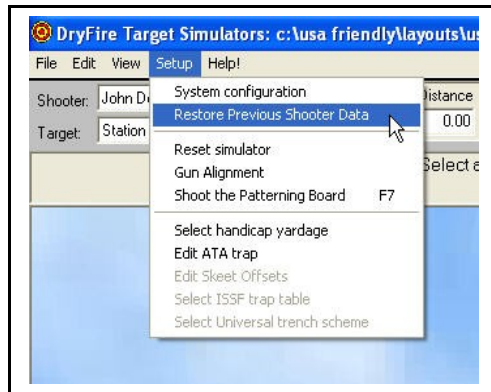 DryFire Target Simulators: c:\usa friendly\layouts\us
File Edit View Setup Help!
Shooter: John D
System configuration
Restore Previous Shooter Data
Distance
0.00
Target: Station
Reset simulator
Gun Alignment
Shoot the Patterning Board F7
Select a
Select handicap yardage
Edit ATA trap
Edit Skeet Offsets
Select ISSF trap table
Select Universal trench scheme